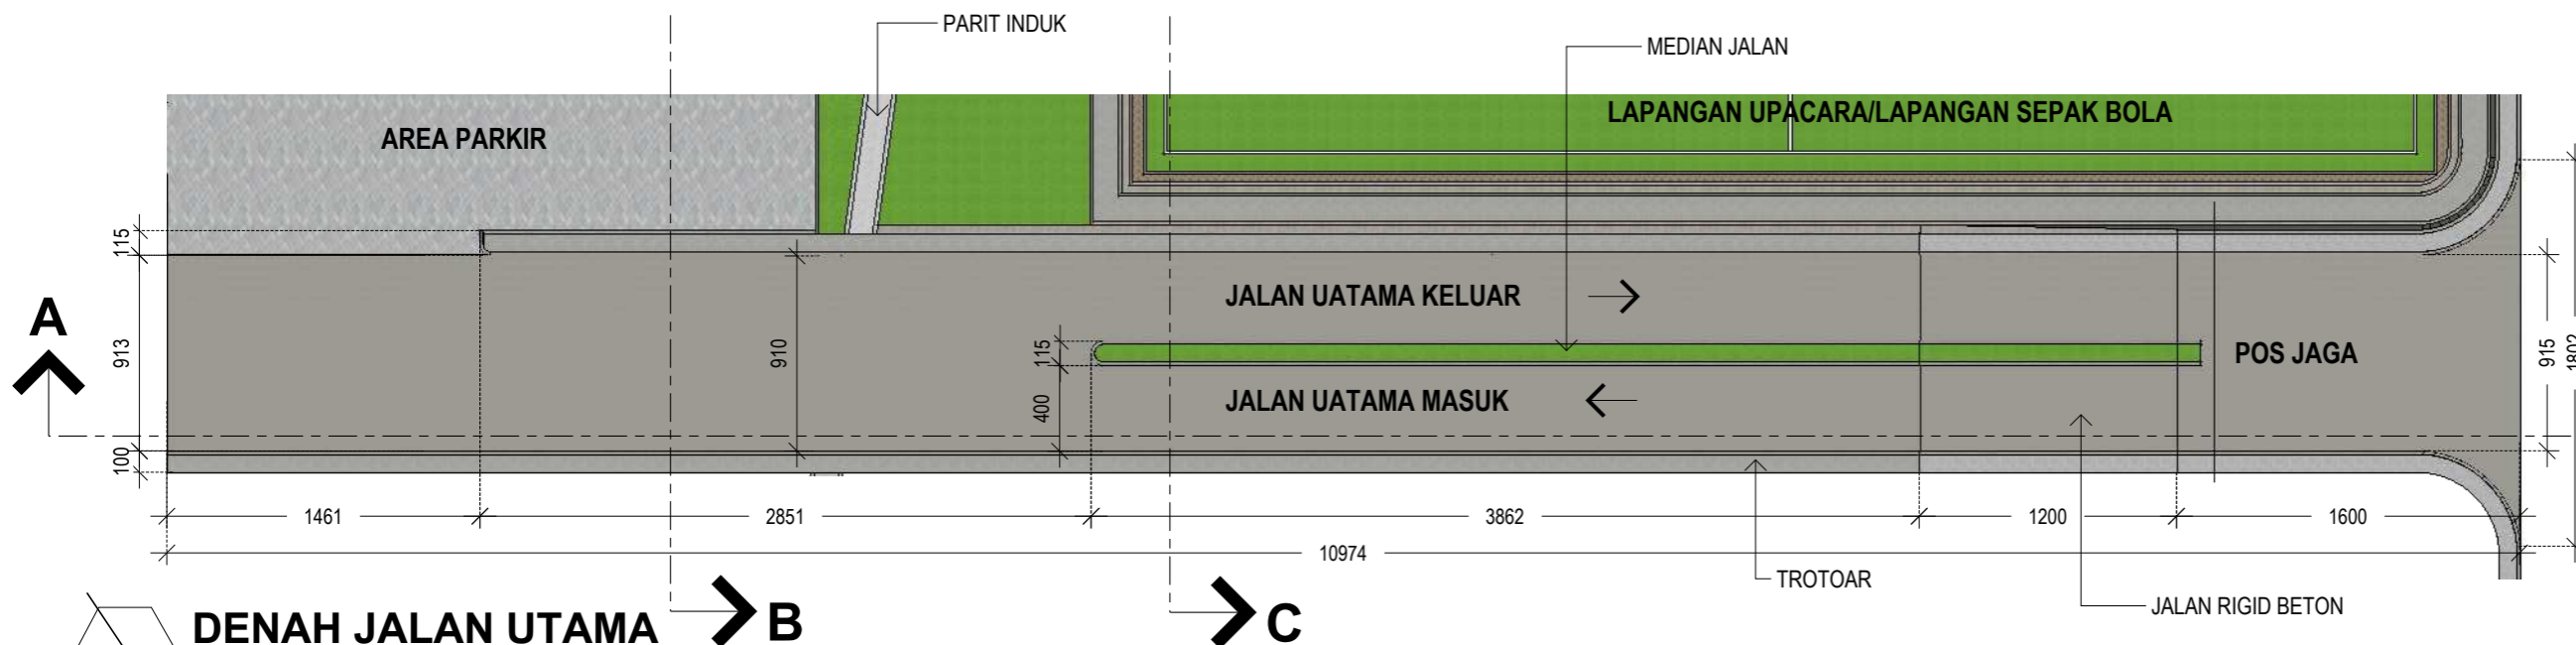 PARIT INDUK
MEDIAN JALAN
AREA PARKIR
LAPANGAN UPACARA/LAPANGAN SEPAK BOLA
115
A
913
910
JALAN UATAMA KELUAR
115
400
JALAN UATAMA MASUK
POS JAGA
915
1802
100
1461
2851
3862
1200
1600
10974
TROTOAR
JALAN RIGID BETON
DENAH JALAN UTAMA
B
C